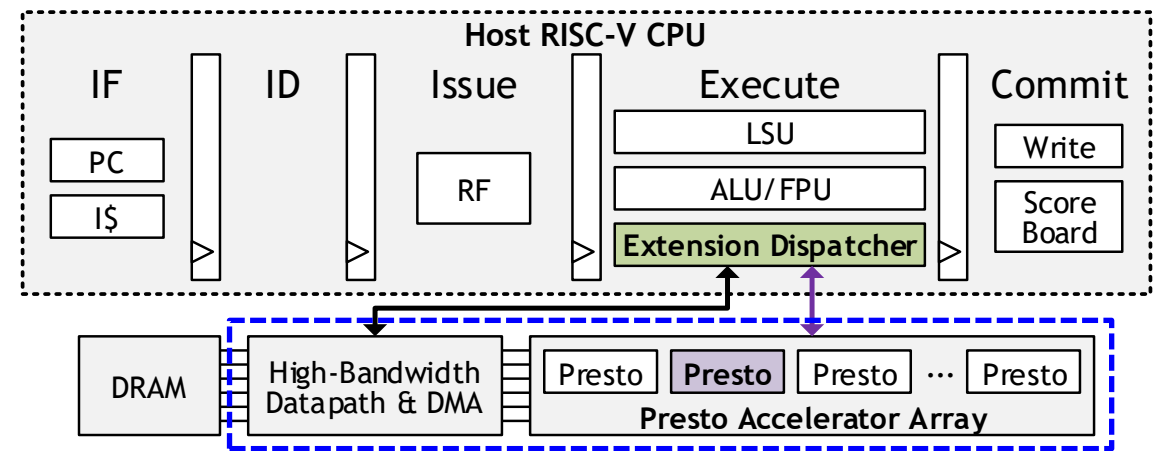 Host RISC-V CPU
IF
ID
Issue
Execute
Commit
PC
I$
RF
LSU
ALU/FPU
Extension Dispatcher
Write
Score
Board
DRAM
High-Bandwidth
Datapath & DMA
Presto
Presto
Presto
...
Presto
Presto Accelerator Array